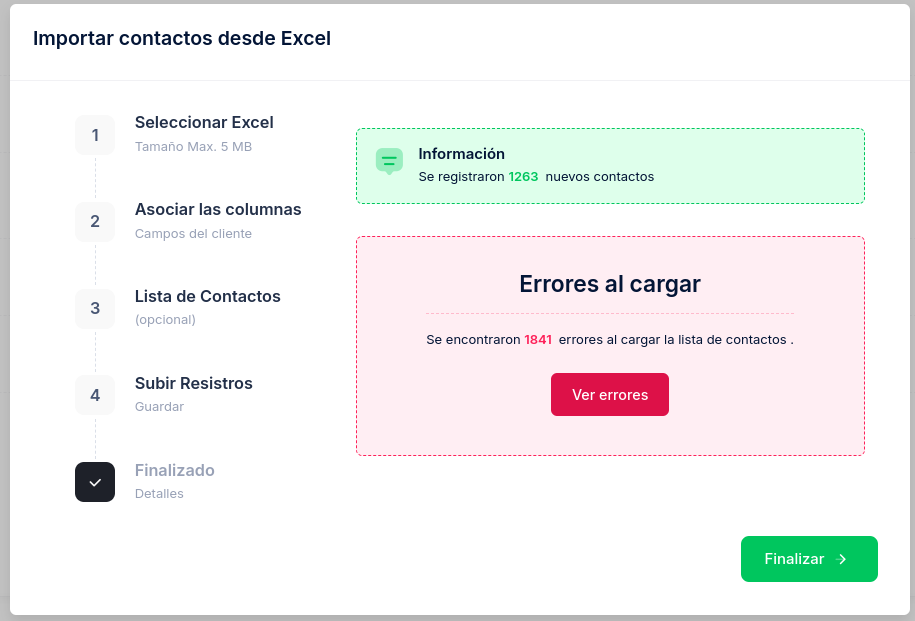 Importar contactos desde Excel
1
Seleccionar Excel
Tamaño Max. 5 MB
2
Asociar las columnas
Campos del cliente
3
Lista de Contactos
(opcional)
4
Subir Resistros
Guardar
Finalizado
Detalles
Información
Se registraron 1263 nuevos contactos
Errores al cargar
Se encontraron 1841 errores al cargar la lista de contactos .
Ver errores
Finalizar